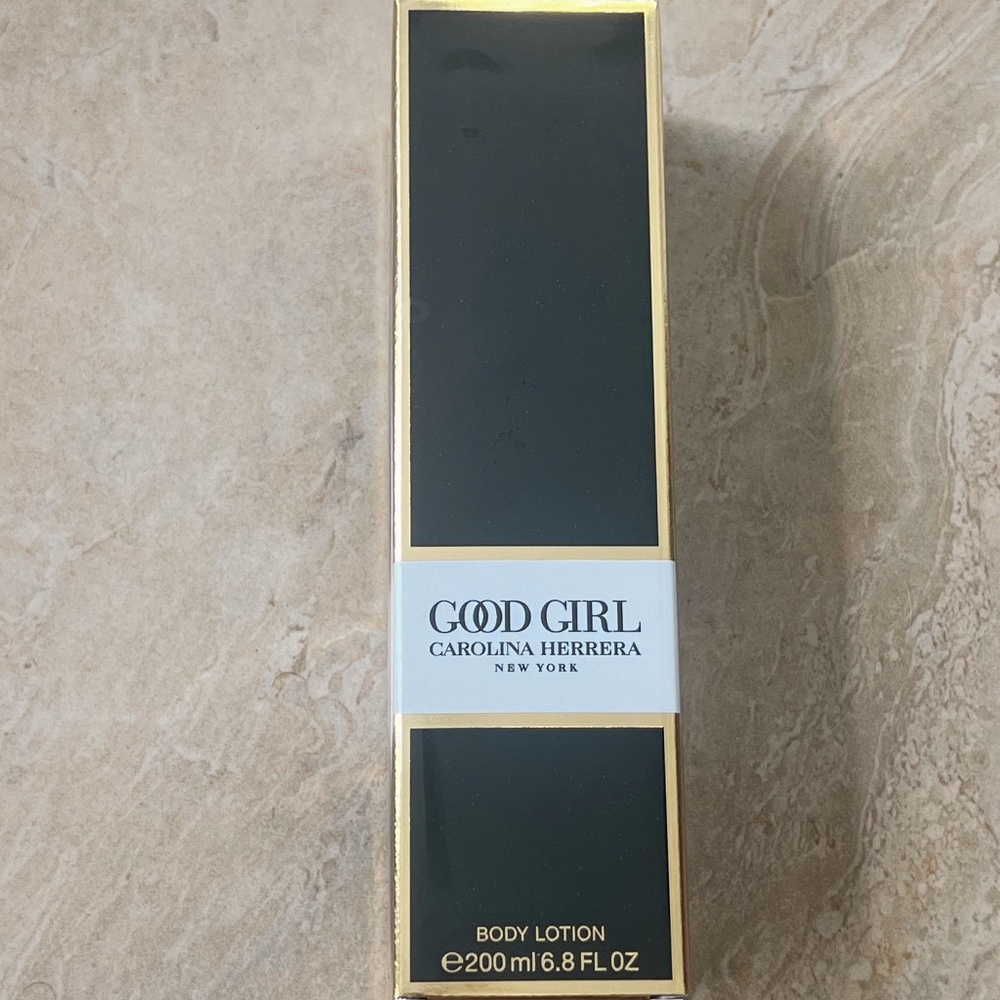 GOOD GIRL
CAROLINA HERRERA
NEW YORK
BODY LOTION
℮200 ml 6.8 FL OZ